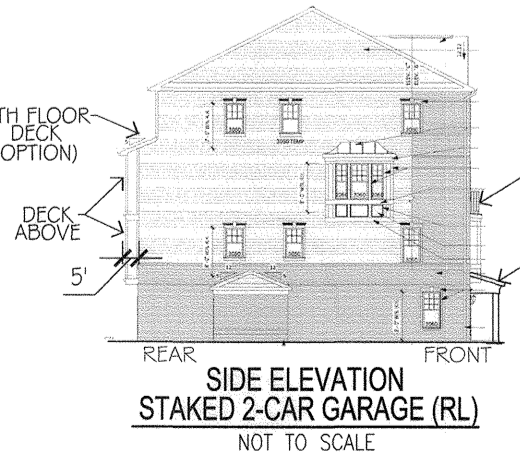 TH FLOOR
DECK
OPTION)
DECK
ABOVE
5'
REAR
FRONT
SIDE ELEVATION
STAKED 2-CAR GARAGE (RL)
NOT TO SCALE